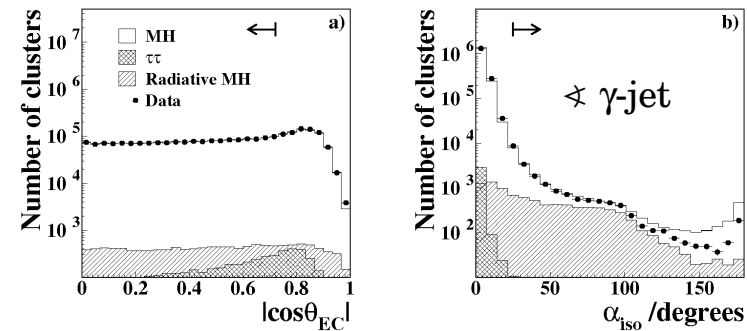 a)
MH
ττ
Radiative MH
Data
Number of clusters
10^7
10^6
10^5
10^4
10^3
0 0.2 0.4 0.6 0.8 1
|cosθ_EC|
b)
∢ γ-jet
Number of clusters
10^6
10^5
10^4
10^3
10^2
0 50 100 150
α_iso /degrees